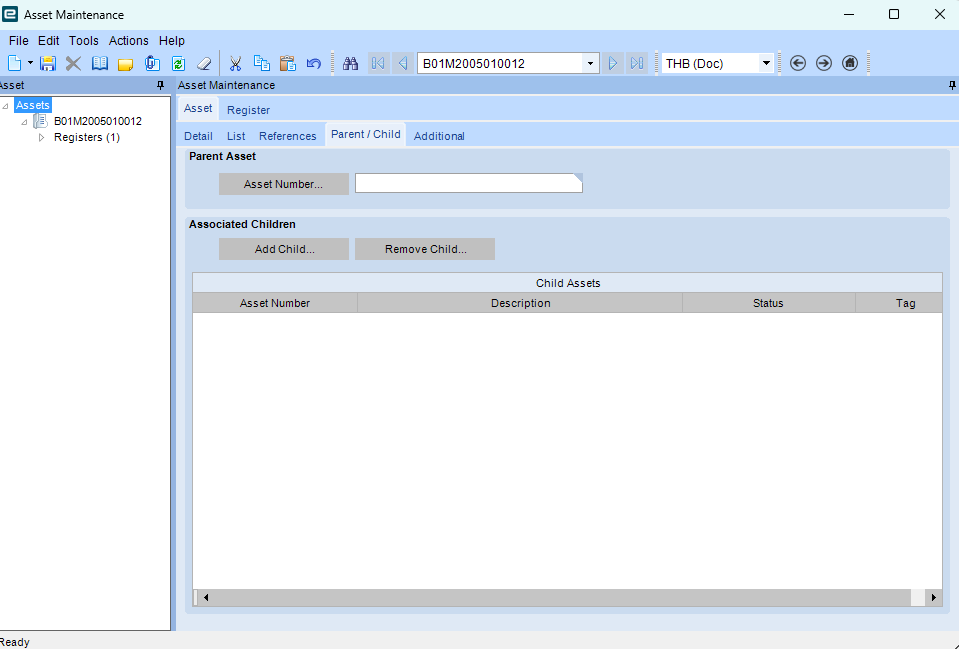 Asset Maintenance
File Edit Tools Actions Help
B01M2005010012 THB (Doc)
Asset
Assets
B01M2005010012
Registers (1)
Asset Maintenance
Asset Register
Detail List References Parent / Child Additional
Parent Asset
Asset Number...
Associated Children
Add Child... Remove Child...
Child Assets
Asset Number Description Status Tag
Ready